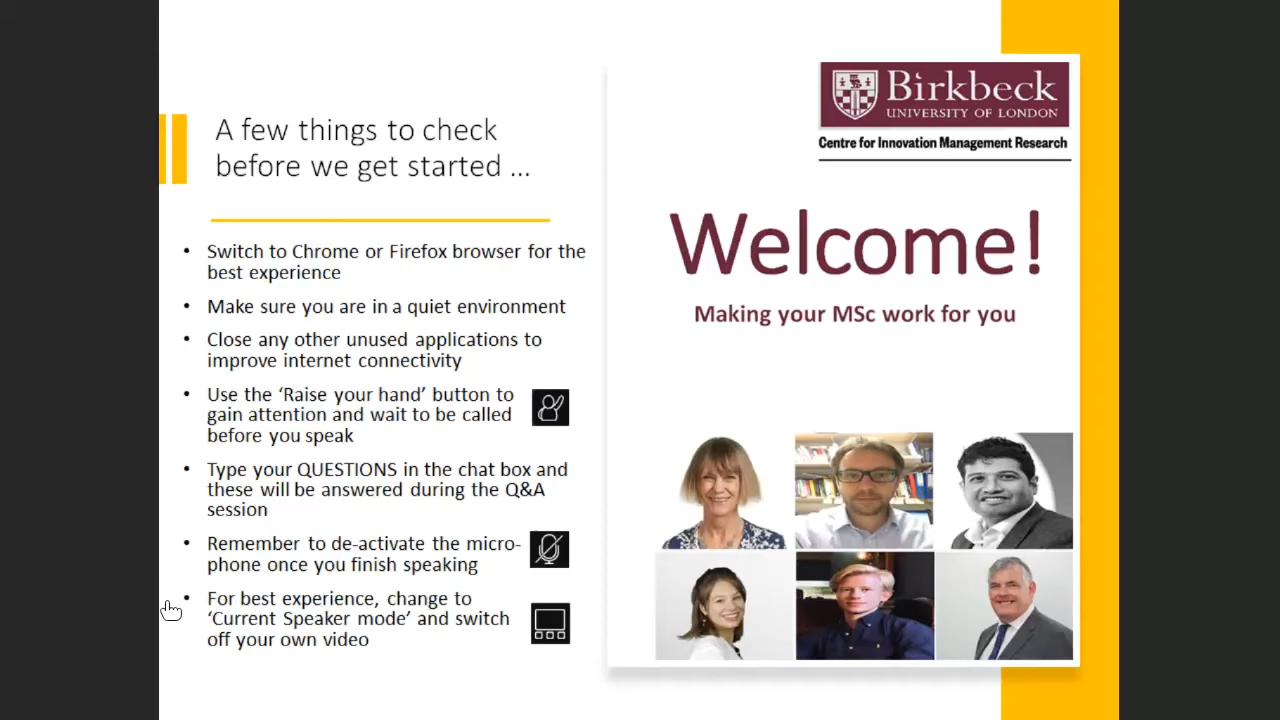 A few things to check
before we get started ...
• Switch to Chrome or Firefox browser for the
best experience
• Make sure you are in a quiet environment
• Close any other unused applications to
improve internet connectivity
• Use the ‘Raise your hand’ button to
gain attention and wait to be called
before you speak
• Type your QUESTIONS in the chat box and
these will be answered during the Q&A
session
• Remember to de-activate the micro-
phone once you finish speaking
• For best experience, change to
‘Current Speaker mode’ and switch
off your own video
Birkbeck
UNIVERSITY OF LONDON
Centre for Innovation Management Research
Welcome!
Making your MSc work for you